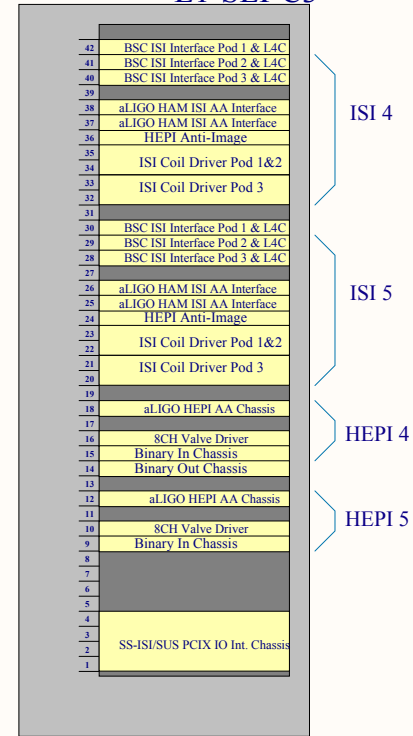 42 BSC ISI Interface Pod 1 & L4C
41 BSC ISI Interface Pod 2 & L4C
40 BSC ISI Interface Pod 3 & L4C
39
38 aLIGO HAM ISI AA Interface
37 aLIGO HAM ISI AA Interface
ISI 4
36 HEPI Anti-Image
35
ISI Coil Driver Pod 1&2
34
33
ISI Coil Driver Pod 3
32
31
30 BSC ISI Interface Pod 1 & L4C
29 BSC ISI Interface Pod 2 & L4C
28 BSC ISI Interface Pod 3 & L4C
27
26 aLIGO HAM ISI AA Interface
ISI 5
25 aLIGO HAM ISI AA Interface
24 HEPI Anti-Image
23
ISI Coil Driver Pod 1&2
22
21
ISI Coil Driver Pod 3
20
19
18 aLIGO HEPI AA Chassis
17
HEPI 4
16 8CH Valve Driver
15 Binary In Chassis
14 Binary Out Chassis
13
12 aLIGO HEPI AA Chassis
11
HEPI 5
10 8CH Valve Driver
9 Binary In Chassis
8
7
6
5
4
3
SS-ISI/SUS PCIX IO Int. Chassis
2
1